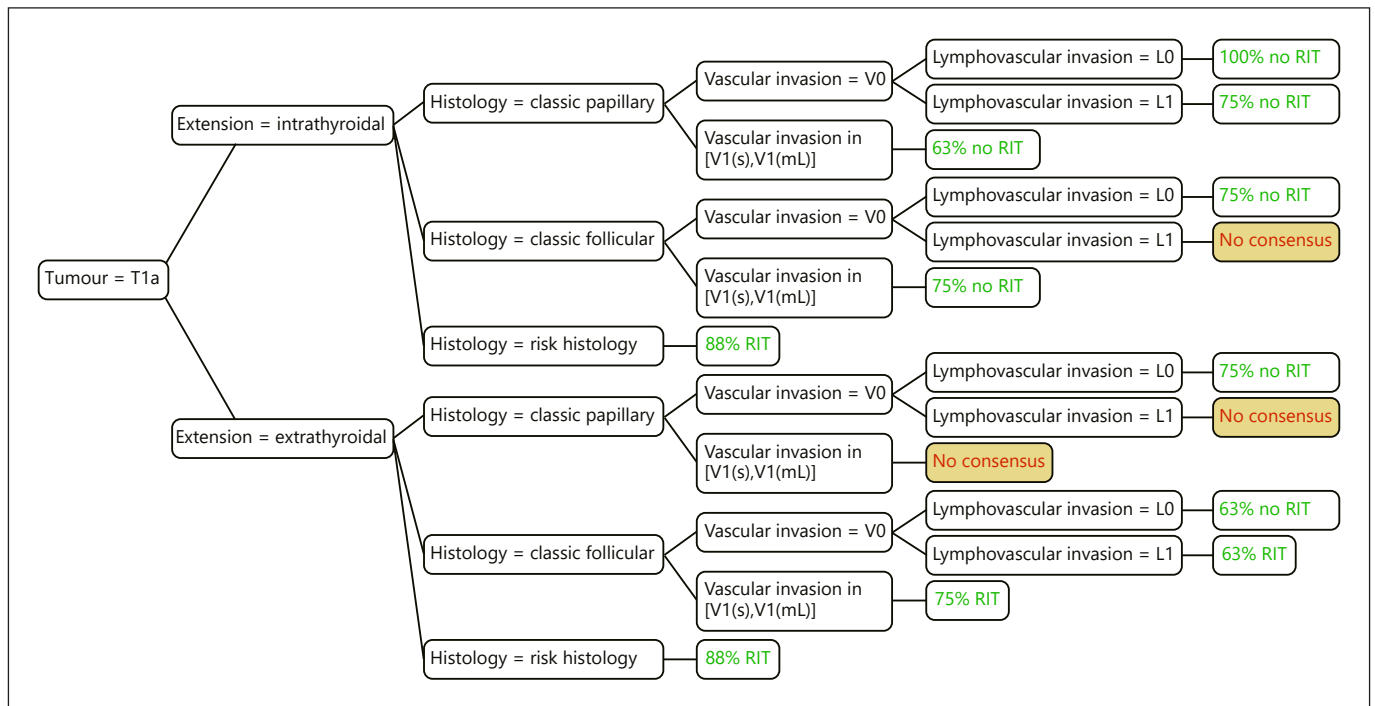 Tumour = T1a
Extension = intrathyroidal
Histology = classic papillary
Vascular invasion = V0
Lymphovascular invasion = L0
100% no RIT
Lymphovascular invasion = L1
75% no RIT
Vascular invasion in
[V1(s),V1(mL)]
63% no RIT
Histology = classic follicular
Vascular invasion = V0
Lymphovascular invasion = L0
75% no RIT
Lymphovascular invasion = L1
No consensus
Vascular invasion in
[V1(s),V1(mL)]
75% no RIT
Histology = risk histology
88% RIT
Extension = extrathyroidal
Histology = classic papillary
Vascular invasion = V0
Lymphovascular invasion = L0
75% no RIT
Lymphovascular invasion = L1
No consensus
Vascular invasion in
[V1(s),V1(mL)]
No consensus
Histology = classic follicular
Vascular invasion = V0
Lymphovascular invasion = L0
63% no RIT
Lymphovascular invasion = L1
63% RIT
Vascular invasion in
[V1(s),V1(mL)]
75% RIT
Histology = risk histology
88% RIT